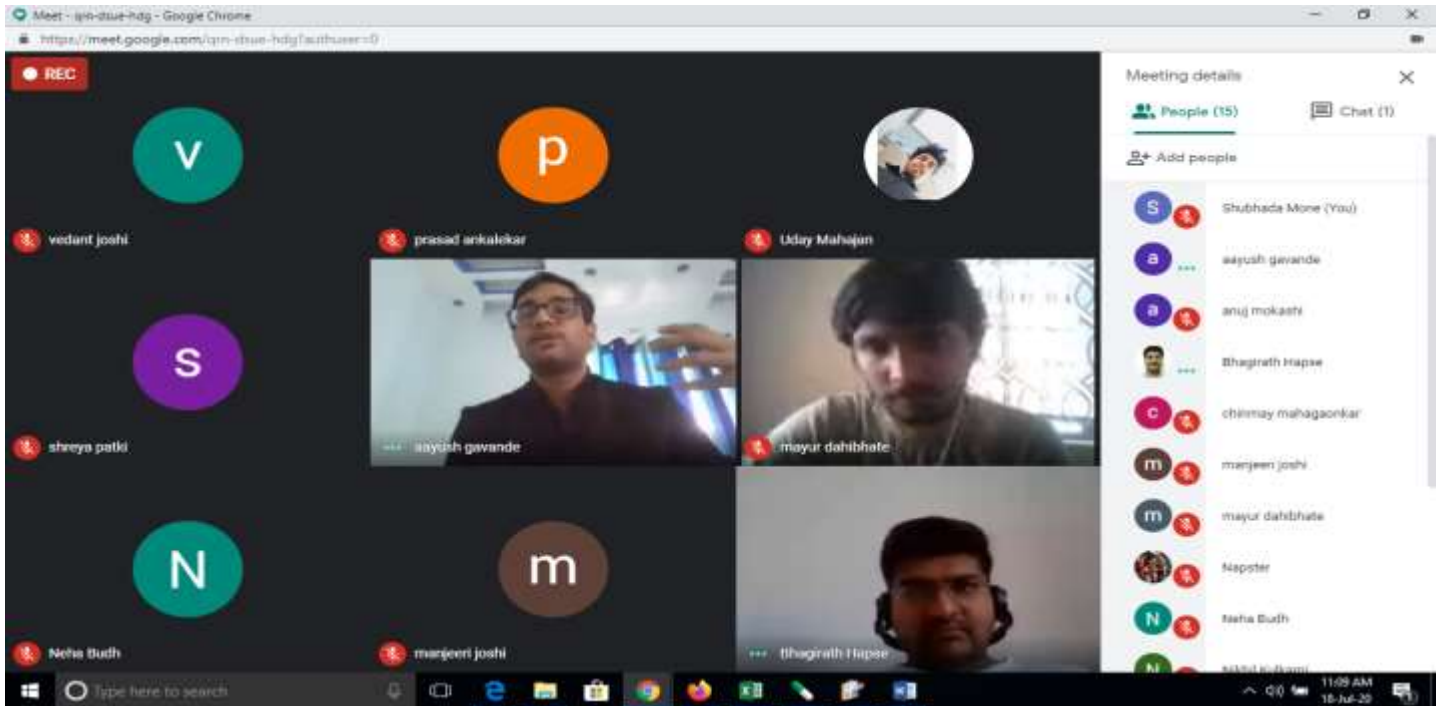 Meet - qrn-dsue-hdg - Google Chrome
https://meet.google.com/qrn-dsue-hdg?authuser=0
REC
V
vedant joshi
p
prasad ankalekar
Uday Mahajan
S
shreya patki
aayush gavande
mayur dahibhate
N
Neha Budh
m
manjeeri joshi
Bhagirath Hapse
Meeting details
People (15)
Chat (1)
Add people
S
Shubhada Mone (You)
a
aayush gavande
a
anuj mokashi
Bhagirath Hapse
c
chinmay mahagaonkar
m
manjeeri joshi
m
mayur dahibhate
Napster
N
Neha Budh
N
Nikhil Kulkarni
Type here to search
11:09 AM
18-Jul-20